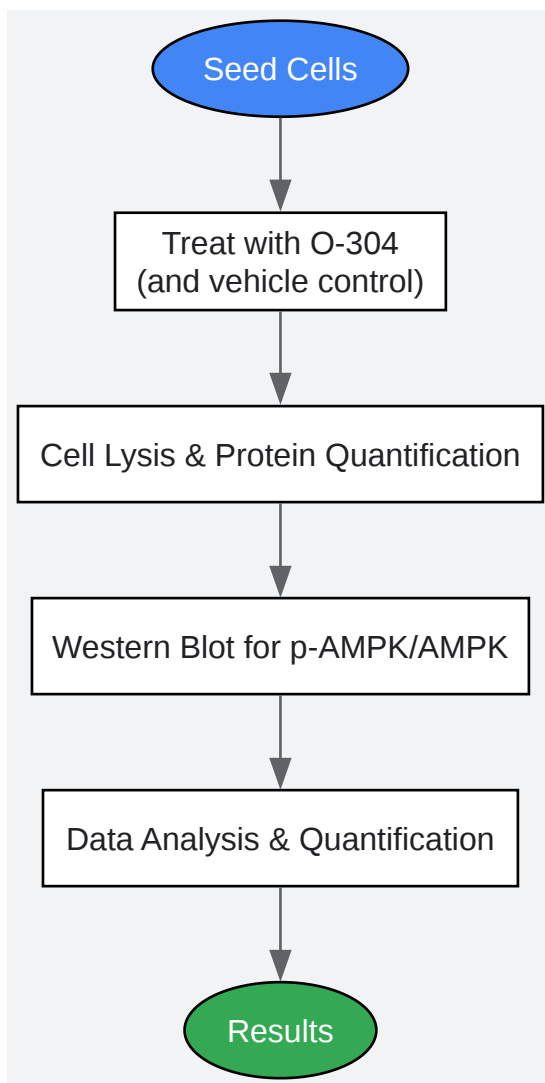 Seed Cells
Treat with O-304
(and vehicle control)
Cell Lysis & Protein Quantification
Western Blot for p-AMPK/AMPK
Data Analysis & Quantification
Results